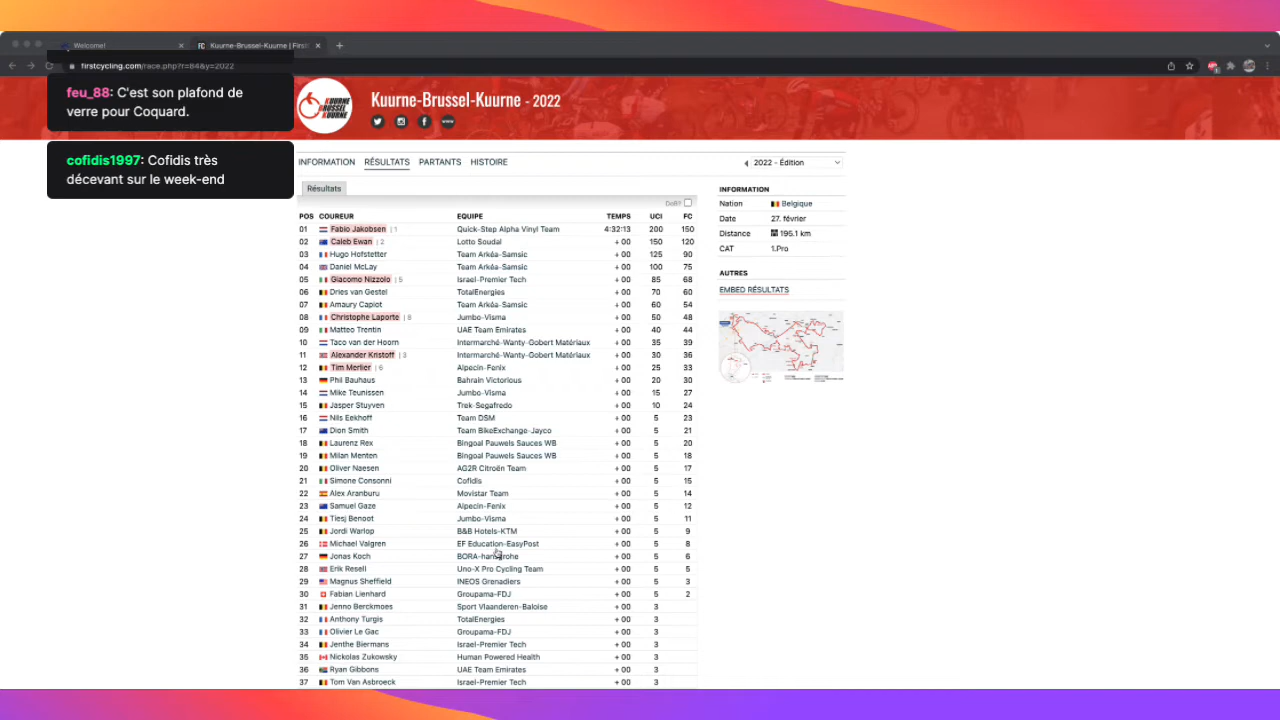 Welcome!
Kuurne-Brussel-Kuurne | Firs
firstcycling.com/race.php?r=84&y=2022
feu_88: C'est son plafond de
verre pour Coquard.
cofidis1997: Cofidis très
décevant sur le week-end
KUURNE
BRUSSEL
KUURNE
Kuurne-Brussel-Kuurne - 2022
INFORMATION RÉSULTATS PARTANTS HISTOIRE
2022 - Édition
Résultats
POS COUREUR EQUIPE TEMPS UCI FC
01 Fabio Jakobsen | 1 Quick-Step Alpha Vinyl Team 4:32:13 200 150
02 Caleb Ewan | 2 Lotto Soudal + 00 150 120
03 Hugo Hofstetter Team Arkéa-Samsic + 00 125 90
04 Daniel McLay Team Arkéa-Samsic + 00 100 75
05 Giacomo Nizzolo | 5 Israel-Premier Tech + 00 85 68
06 Dries van Gestel TotalEnergies + 00 70 60
07 Amaury Capiot Team Arkéa-Samsic + 00 60 54
08 Christophe Laporte Jumbo-Visma + 00 50 48
09 Matteo Trentin UAE Team Emirates + 00 40 44
10 Taco van der Hoorn Intermarché-Wanty-Gobert Matériaux + 00 35 39
11 Alexander Kristoff | 3 Intermarché-Wanty-Gobert Matériaux + 00 30 36
12 Tim Merlier | 6 Alpecin-Fenix + 00 25 33
13 Phil Bauhaus Bahrain Victorious + 00 20 30
14 Mike Teunissen Jumbo-Visma + 00 15 27
15 Jasper Stuyven Trek-Segafredo + 00 10 24
16 Nils Eekhoff Team DSM + 00 5 23
17 Dion Smith Team BikeExchange-Jayco + 00 5 21
18 Laurenz Rex Bingoal Pauwels Sauces WB + 00 5 20
19 Milan Menten Bingoal Pauwels Sauces WB + 00 5 18
20 Oliver Naesen AG2R Citroën Team + 00 5 17
21 Simone Consonni Cofidis + 00 5 15
22 Alex Aranburu Movistar Team + 00 5 14
23 Samuel Gaze Alpecin-Fenix + 00 5 12
24 Tiesj Benoot Jumbo-Visma + 00 5 11
25 Jordi Warlop B&B Hotels-KTM + 00 5 9
26 Michael Valgren EF Education-EasyPost + 00 5 8
27 Jonas Koch BORA-hansgrohe + 00 5 6
28 Erik Resell Uno-X Pro Cycling Team + 00 5 5
29 Magnus Sheffield INEOS Grenadiers + 00 5 3
30 Fabian Lienhard Groupama-FDJ + 00 5 2
31 Jenno Berckmoes Sport Vlaanderen-Baloise + 00 3
32 Anthony Turgis TotalEnergies + 00 3
33 Olivier Le Gac Groupama-FDJ + 00 3
34 Jenthe Biermans Israel-Premier Tech + 00 3
35 Nickolas Zukowsky Human Powered Health + 00 3
36 Ryan Gibbons UAE Team Emirates + 00 3
37 Tom Van Asbroeck Israel-Premier Tech + 00 3
INFORMATION
Nation Belgique
Date 27. février
Distance 195.1 km
CAT 1.Pro
AUTRES
EMBED RÉSULTATS